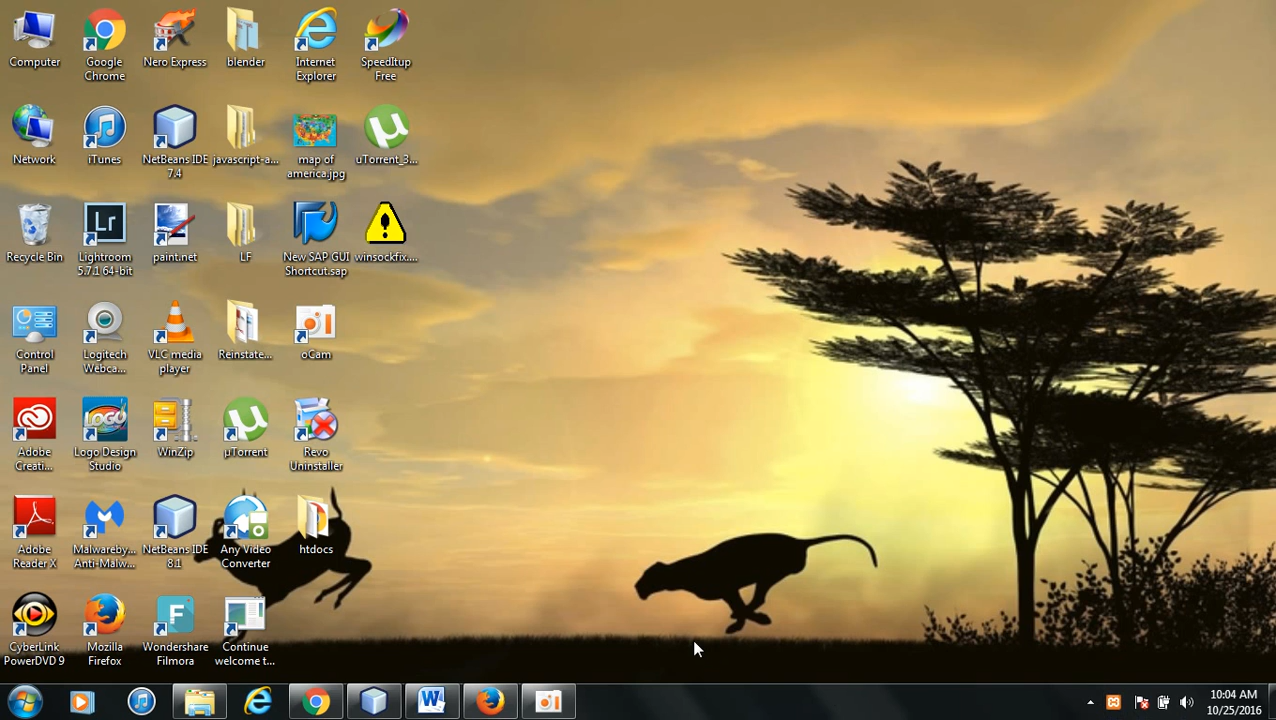 Computer
Google
Chrome
Nero Express
blender
Internet
Explorer
SpeedItup
Free
Network
iTunes
NetBeans IDE
7.4
javascript-a...
map of
america.jpg
uTorrent_3...
Recycle Bin
Lr
Lightroom
5.7.1 64-bit
paint.net
LF
New SAP GUI
Shortcut.sap
winsockfix....
Control
Panel
Logitech
Webca...
VLC media
player
Reinstate...
oCam
Adobe
Creati...
LOGO
Logo Design
Studio
WinZip
µTorrent
Revo
Uninstaller
Adobe
Reader X
Malwareby...
Anti-Malw...
NetBeans IDE
8.1
Any Video
Converter
htdocs
CyberLink
PowerDVD 9
Mozilla
Firefox
F
Wondershare
Filmora
Continue
welcome t...
W
10:04 AM
10/25/2016